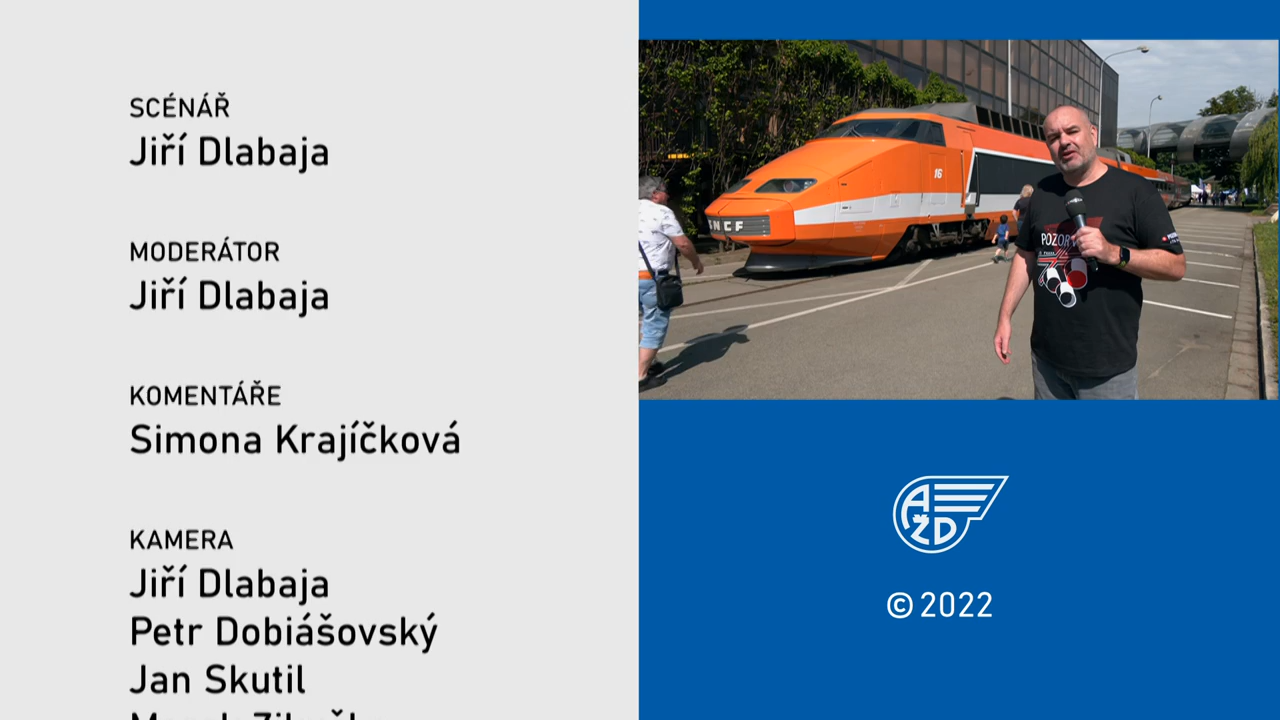 SCÉNÁŘ
Jiří Dlabaja
MODERÁTOR
Jiří Dlabaja
KOMENTÁŘE
Simona Krajíčková
KAMERA
Jiří Dlabaja
Petr Dobiášovský
Jan Skutil
16
NCF
POZOR
AŽD
© 2022